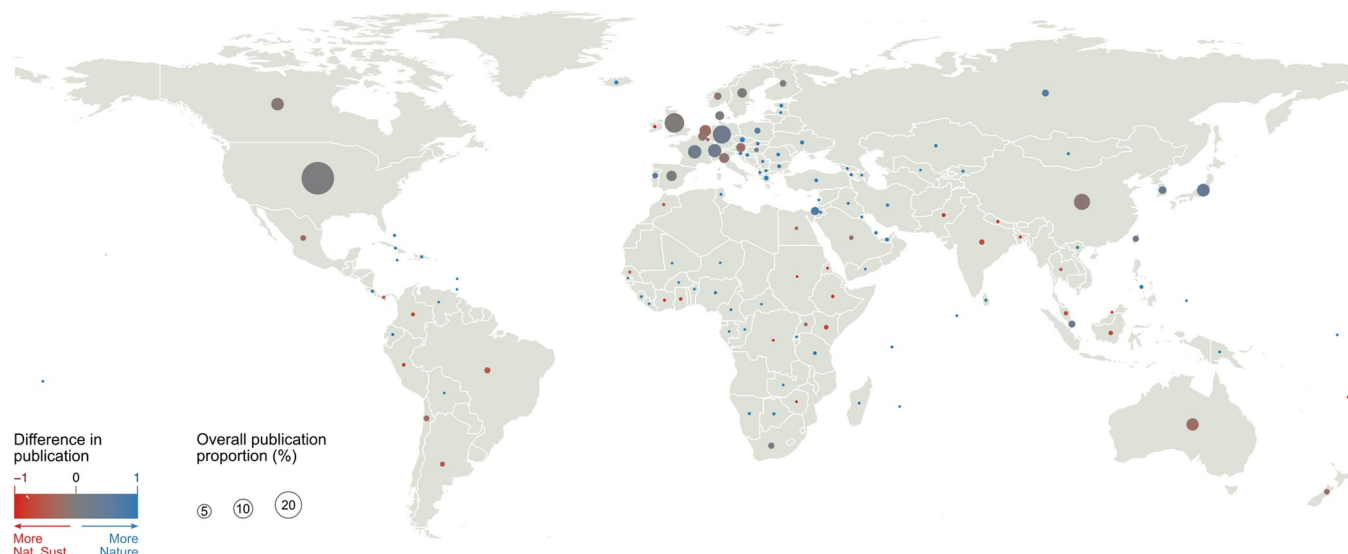 Difference in
publication
−1 0 1
More
Nat. Sust.
More
Nature
Overall publication
proportion (%)
5 10 20